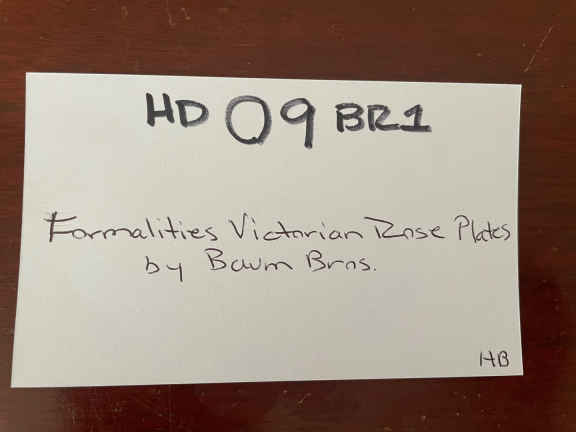 HD 09 BR1
Formalities Victorian Rose Plates
by Baum Bros.
HB